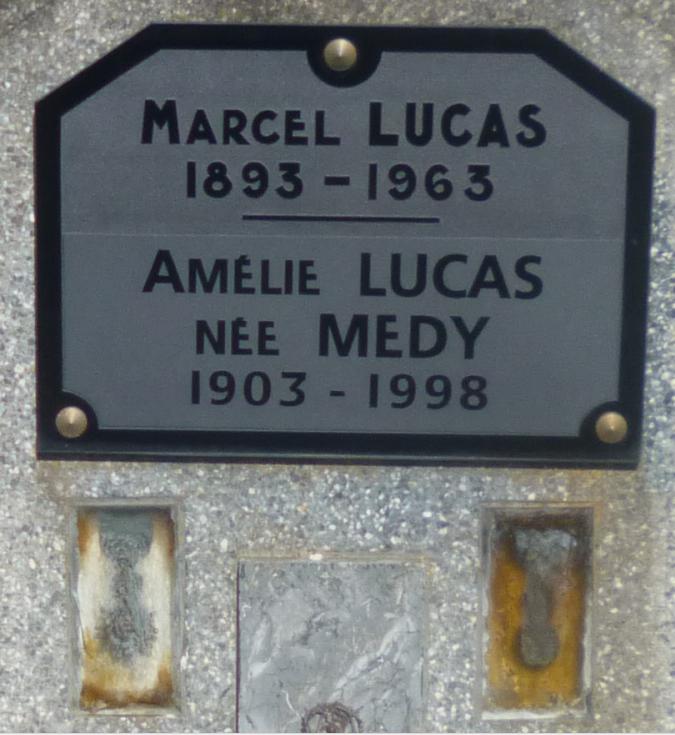 MARCEL LUCAS
1893 - 1963
AMÉLIE LUCAS
NÉE MEDY
1903 - 1998